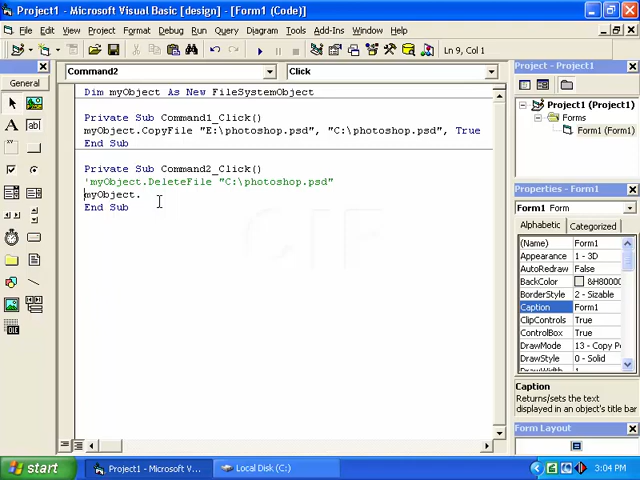 Project1 - Microsoft Visual Basic [design] - [Form1 (Code)]
File Edit View Project Format Debug Run Query Diagram Tools Add-Ins Window Help
Ln 9, Col 1
General
Command2 Click
Dim myObject As New FileSystemObject
Private Sub Command1_Click()
myObject.CopyFile "E:\photoshop.psd", "C:\photoshop.psd", True
End Sub
Private Sub Command2_Click()
'myObject.DeleteFile "C:\photoshop.psd"
myObject.
End Sub
Project - Project1
Project1 (Project1)
Forms
Form1 (Form1)
Properties - Form1
Form1 Form
Alphabetic Categorized
(Name) Form1
Appearance 1 - 3D
AutoRedraw False
BackColor &H80000
BorderStyle 2 - Sizable
Caption Form1
ClipControls True
ControlBox True
DrawMode 13 - Copy P
DrawStyle 0 - Solid
DrawWidth 1
Caption
Returns/sets the text
displayed in an object's title bar
Form Layout
start
Project1 - Microsoft Vis...
Local Disk (C:)
3:04 PM